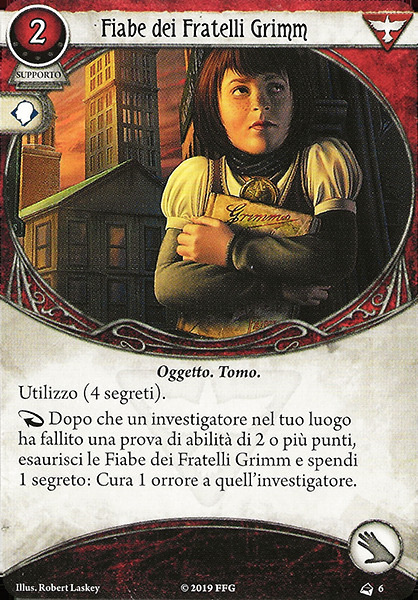 2
Fiabe dei Fratelli Grimm
SUPPORTO
Grimms
Oggetto. Tomo.
Utilizzo (4 segreti).
Dopo che un investigatore nel tuo luogo
ha fallito una prova di abilità di 2 o più punti,
esaurisci le Fiabe dei Fratelli Grimm e spendi
1 segreto: Cura 1 orrore a quell'investigatore.
Illus. Robert Laskey
© 2019 FFG
6